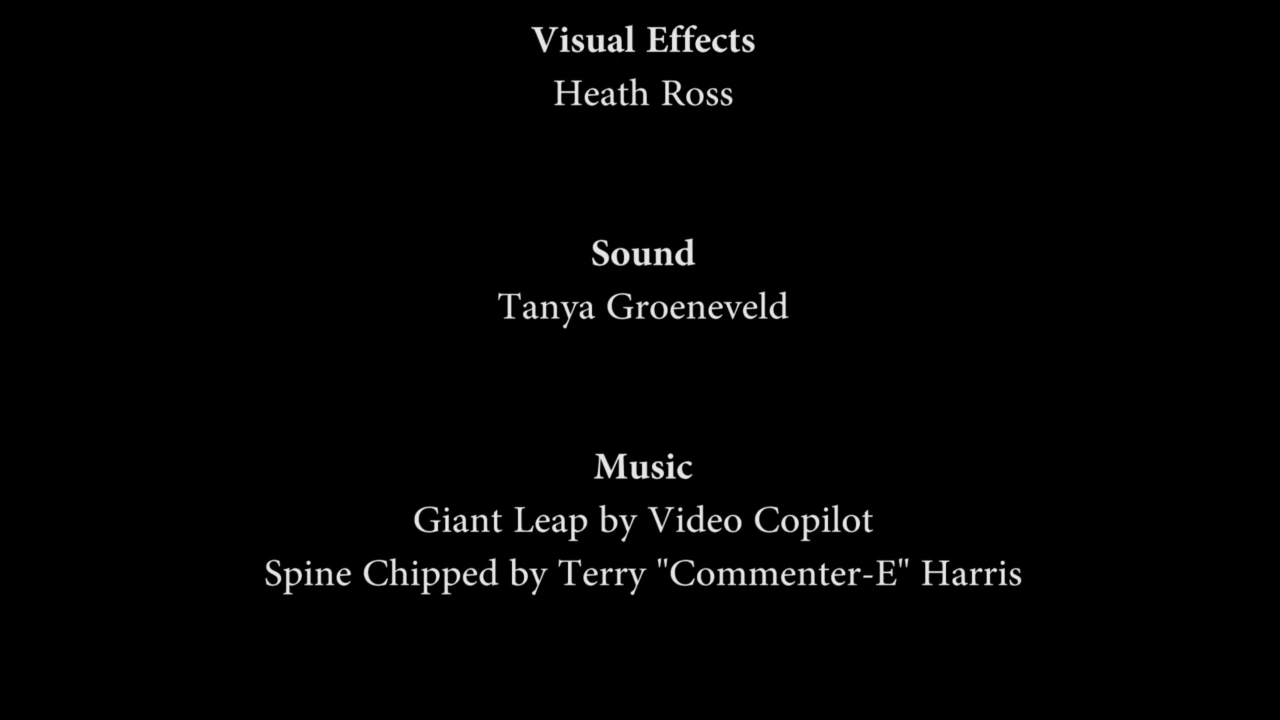 Visual Effects
Heath Ross
Sound
Tanya Groeneveld
Music
Giant Leap by Video Copilot
Spine Chipped by Terry "Commenter-E" Harris